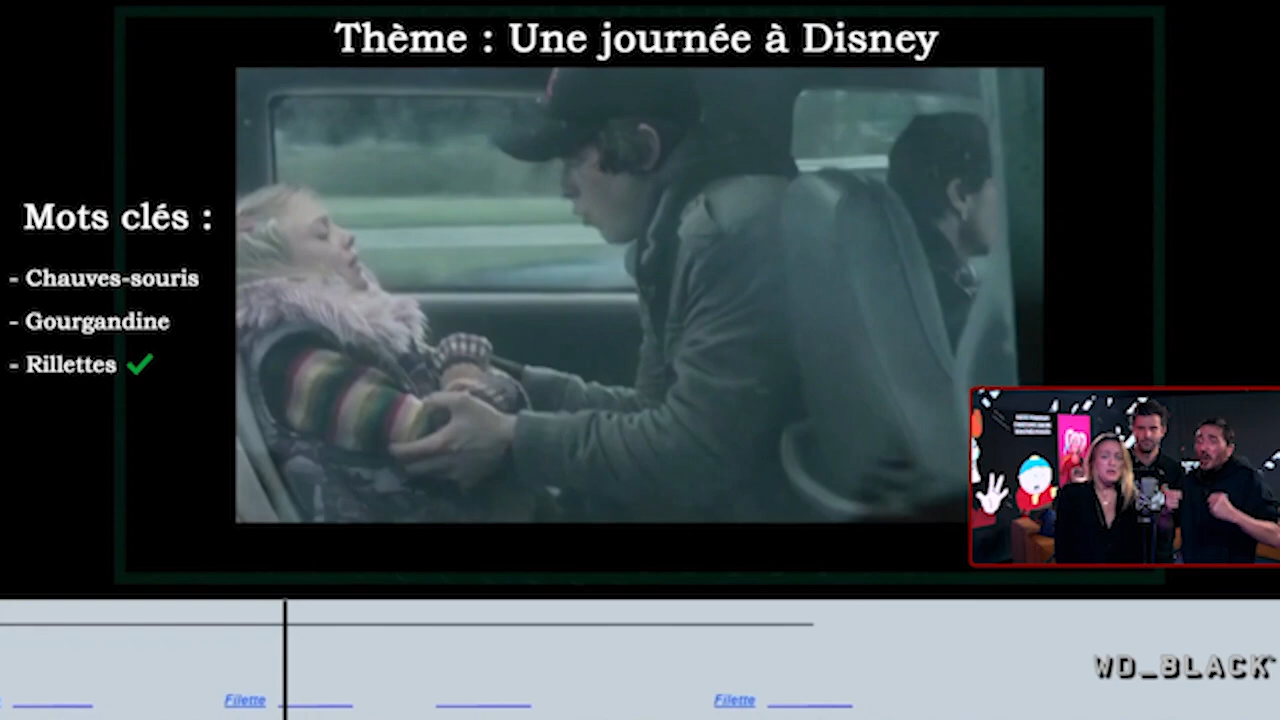 Thème : Une journée à Disney
Mots clés :
- Chauves-souris
- Gourgandine
- Rillettes ✓
WD_BLACK
Filette
Filette